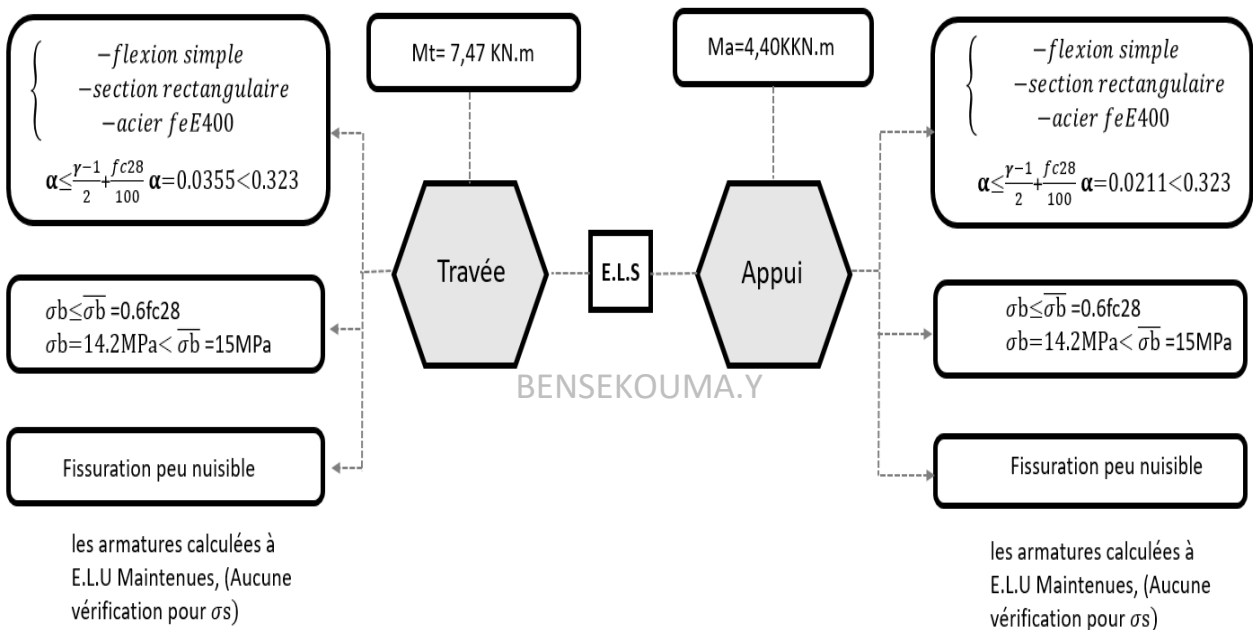 −flexion simple
−section rectangulaire
−acier feE400
α≤(γ−1)/2+fc28/100 α=0.0355<0.323
Mt= 7,47 KN.m
Ma=4,40KKN.m
−flexion simple
−section rectangulaire
−acier feE400
α≤(γ−1)/2+fc28/100 α=0.0211<0.323
Travée
E.L.S
Appui
σb≤σb̅ =0.6fc28
σb=14.2MPa< σb̅ =15MPa
σb≤σb̅ =0.6fc28
σb=14.2MPa< σb̅ =15MPa
BENSEKOUMA.Y
Fissuration peu nuisible
Fissuration peu nuisible
les armatures calculées à
E.L.U Maintenues, (Aucune
vérification pour σs)
les armatures calculées à
E.L.U Maintenues, (Aucune
vérification pour σs)